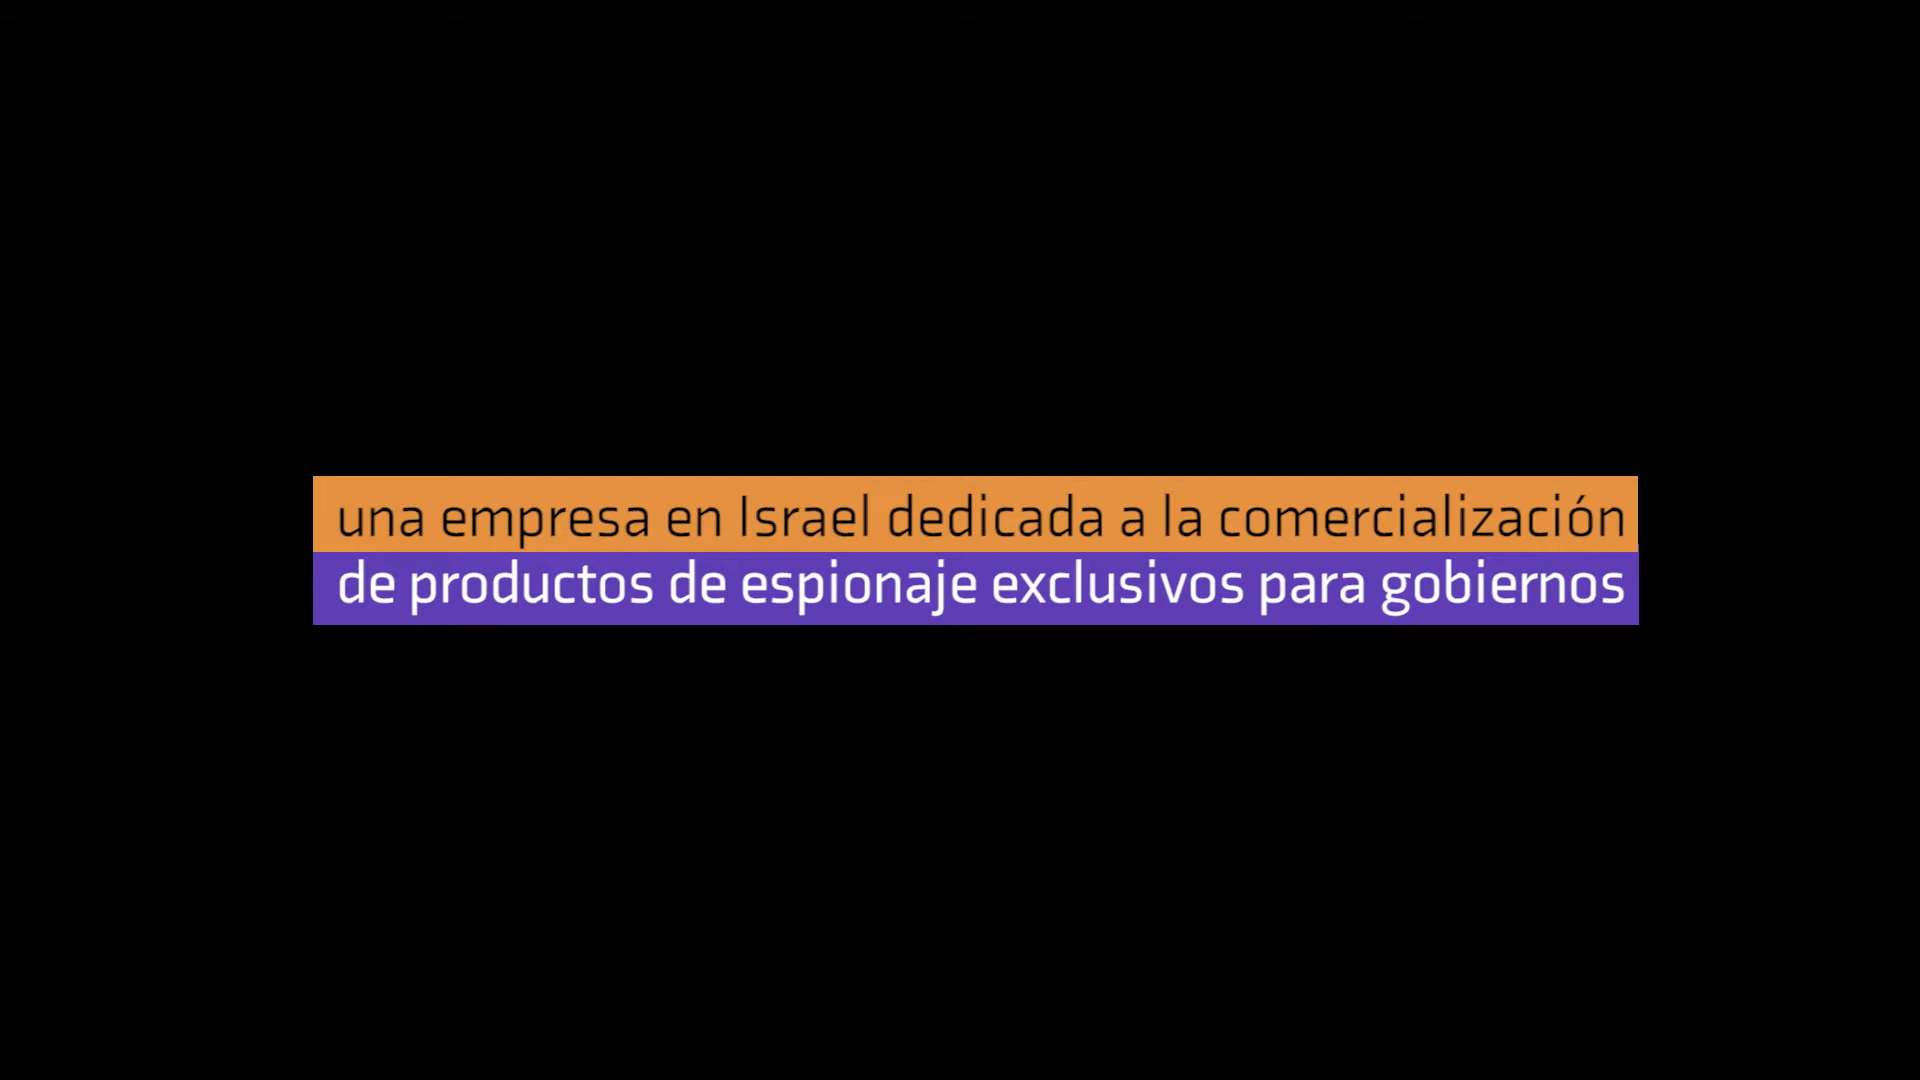 una empresa en Israel dedicada a la comercialización
de productos de espionaje exclusivos para gobiernos